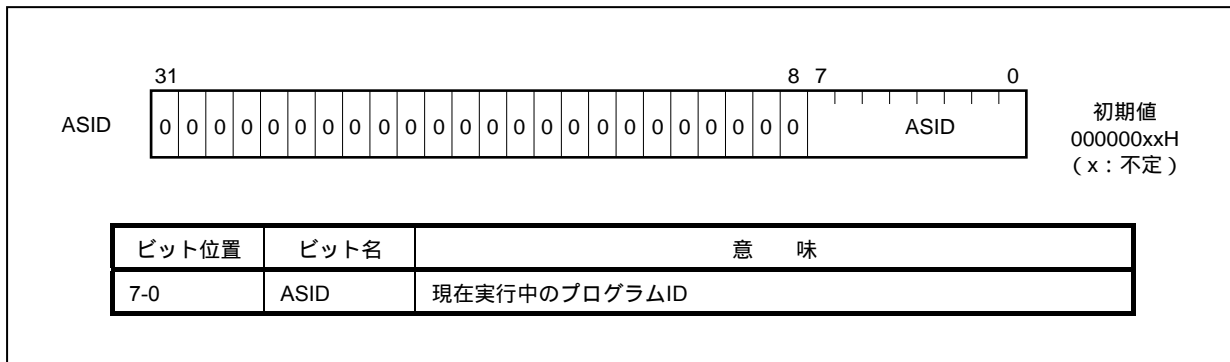 31 8 7 0
ASID 0 0 0 0 0 0 0 0 0 0 0 0 0 0 0 0 0 0 0 0 0 0 0 0 ASID
初期値
000000xxH
(x:不定)
ビット位置 ビット名 意 味
7-0 ASID 現在実行中のプログラムID